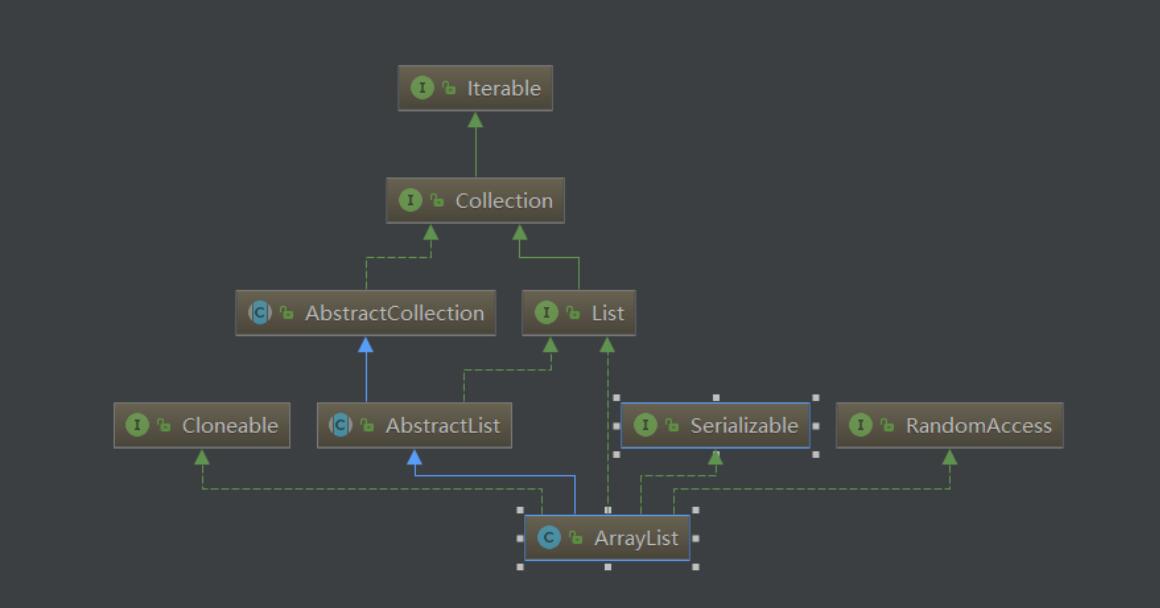 I Iterable
I Collection
C AbstractCollection
I List
I Cloneable
C AbstractList
I Serializable
I RandomAccess
C ArrayList